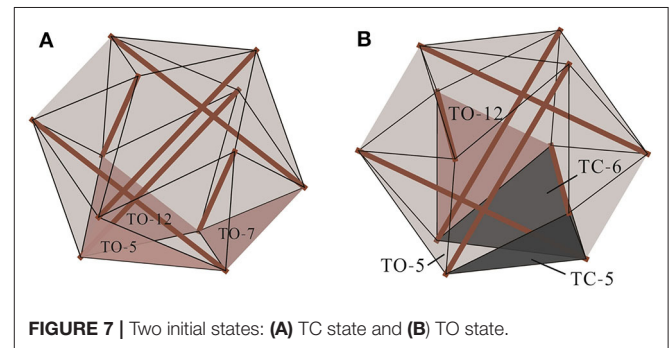 A
B
TO-12
TC-6
TO-12
TO-7
TO-5
TO-5
TC-5
FIGURE 7 | Two initial states: (A) TC state and (B) TO state.